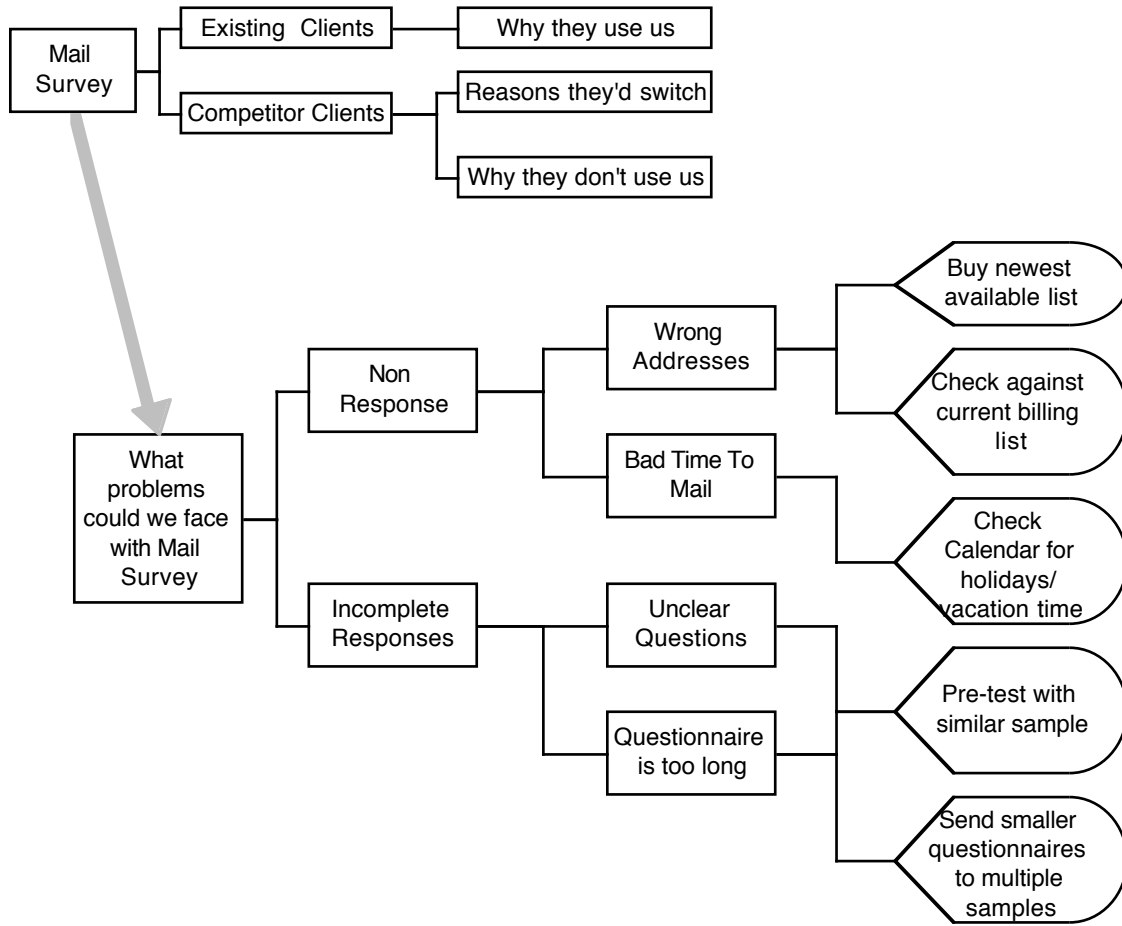 Mail
Survey
Existing Clients
Why they use us
Competitor Clients
Reasons they'd switch
Why they don't use us
What
problems
could we face
with Mail
Survey
Non
Response
Wrong
Addresses
Buy newest
available list
Check against
current billing
list
Bad Time To
Mail
Check
Calendar for
holidays/
vacation time
Incomplete
Responses
Unclear
Questions
Questionnaire
is too long
Pre-test with
similar sample
Send smaller
questionnaires
to multiple
samples